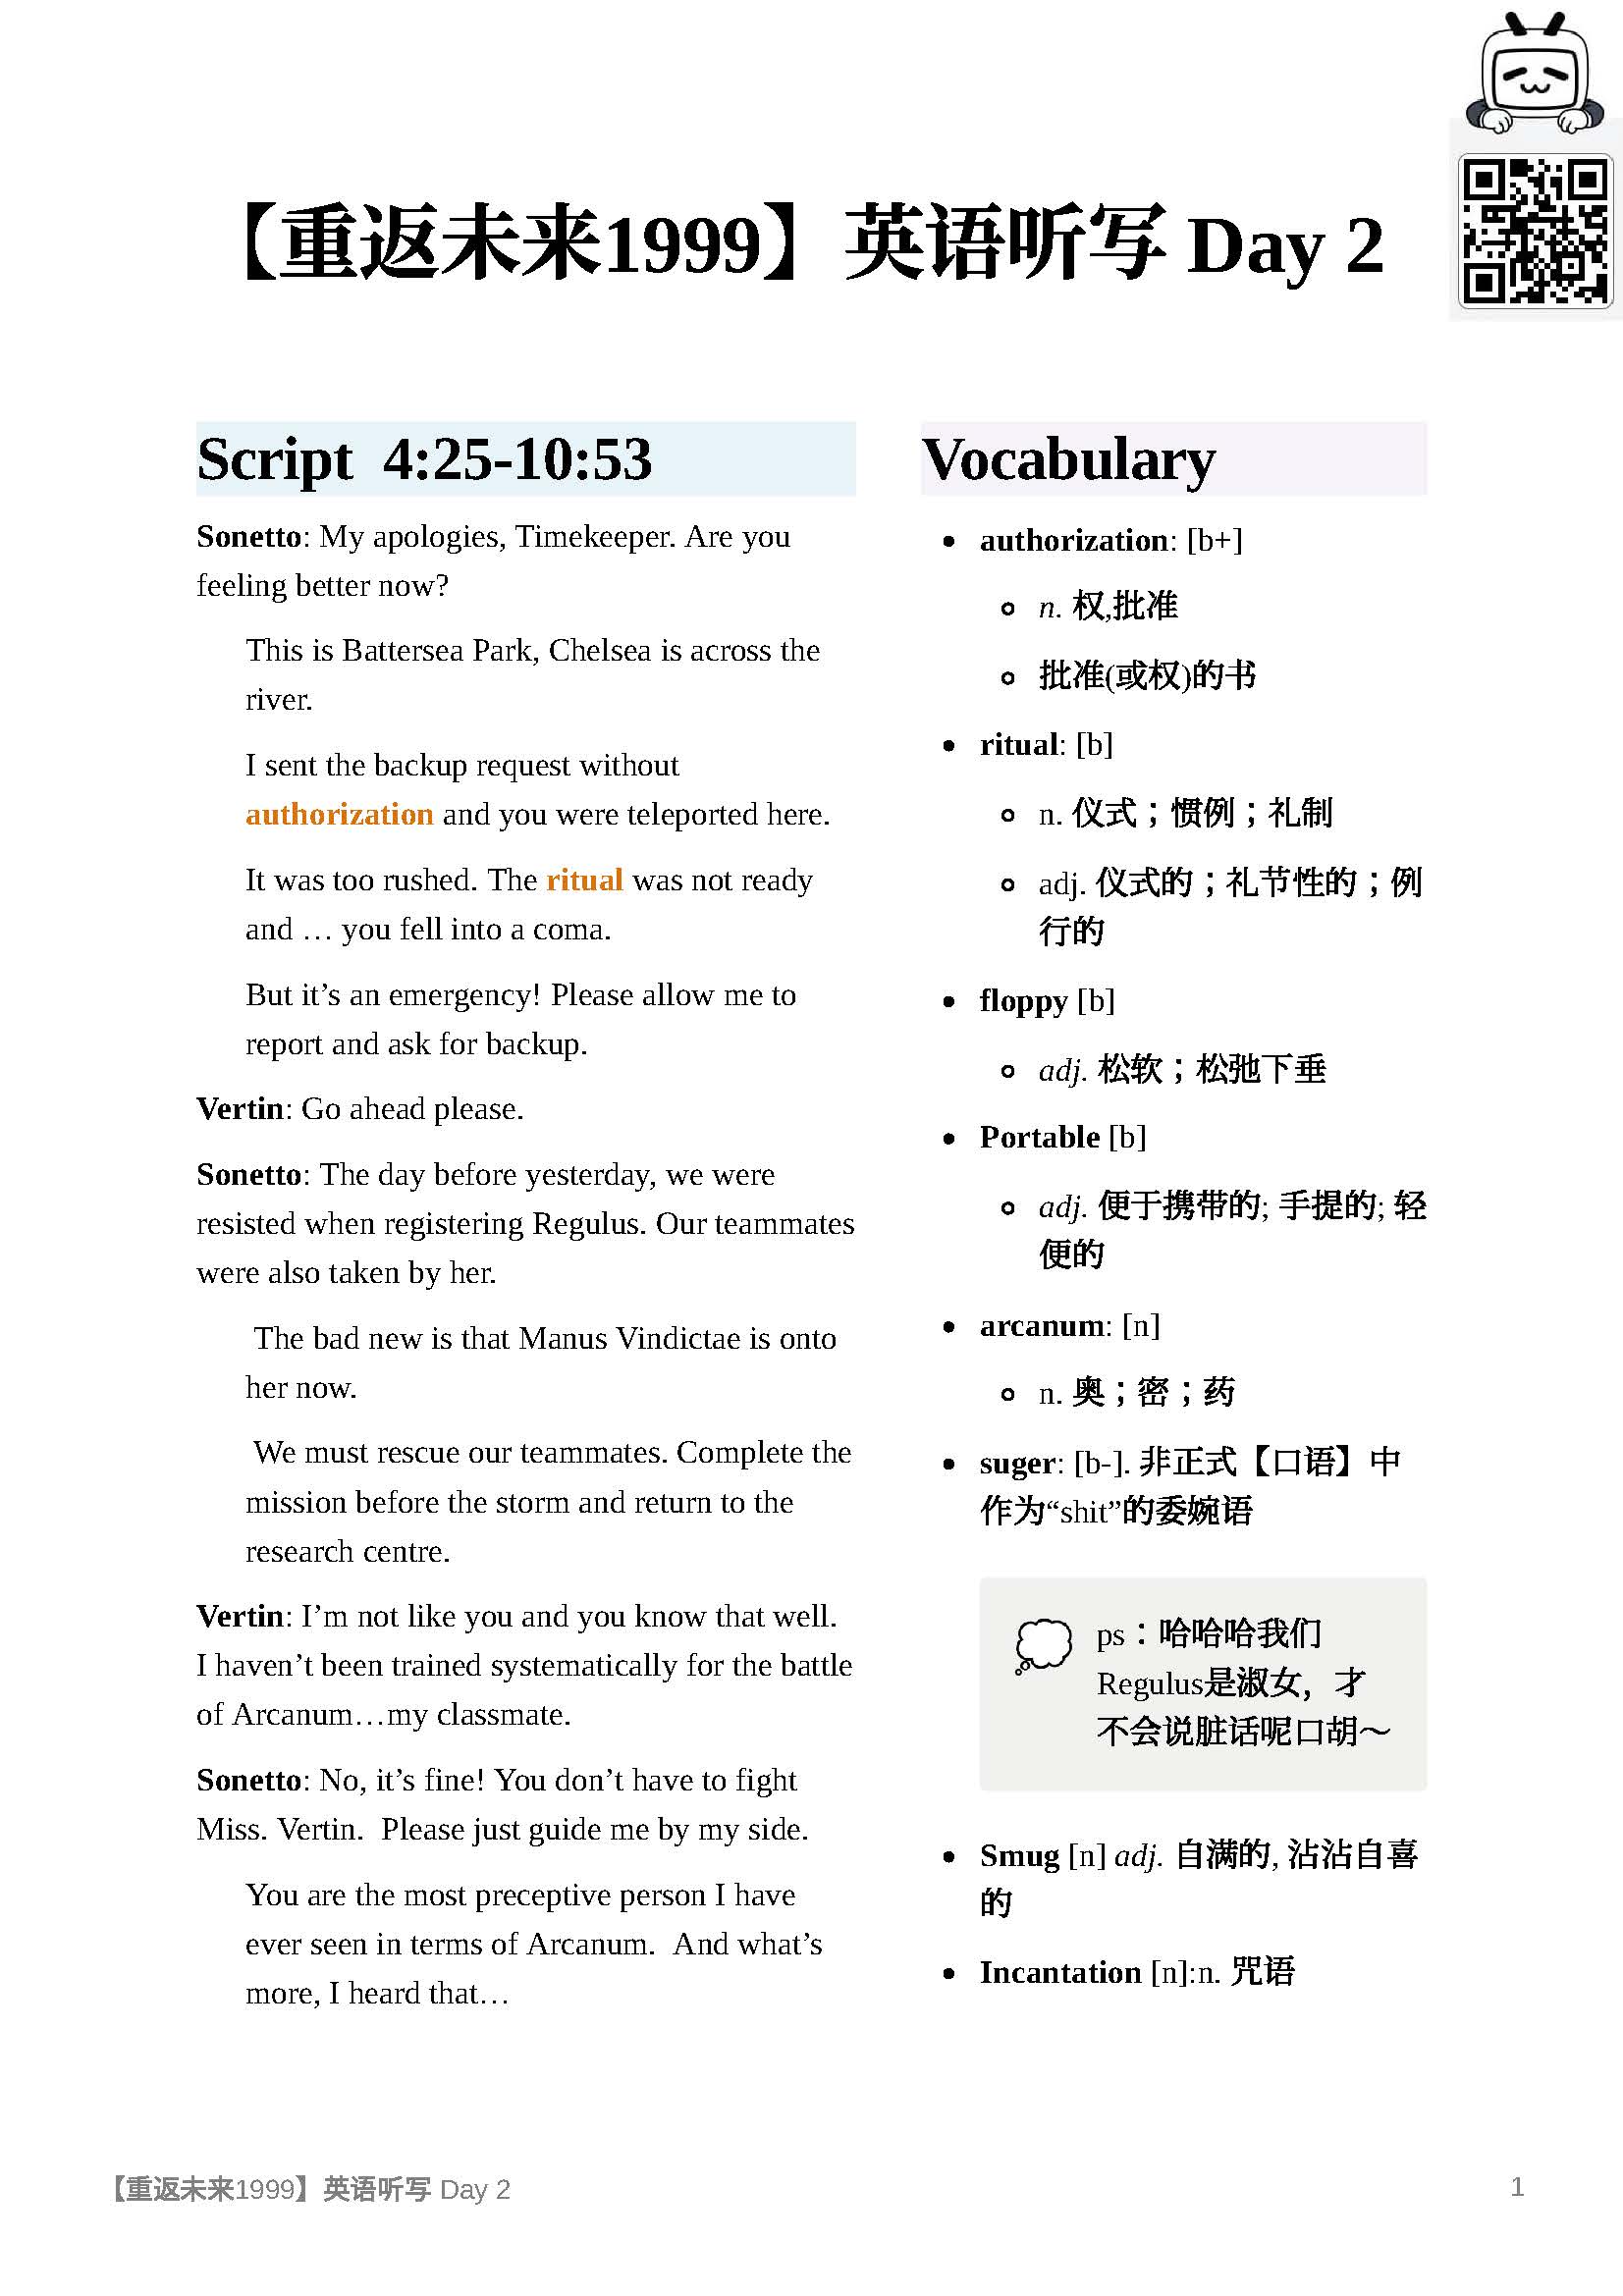 【重返未来1999】英语听写 Day 2
Script  4:25-10:53
Sonetto: My apologies, Timekeeper. Are you
feeling better now?
This is Battersea Park, Chelsea is across the
river.
I sent the backup request without
authorization and you were teleported here.
It was too rushed. The ritual was not ready
and … you fell into a coma.
But it’s an emergency! Please allow me to
report and ask for backup.
Vertin: Go ahead please.
Sonetto: The day before yesterday, we were
resisted when registering Regulus. Our teammates
were also taken by her.
The bad new is that Manus Vindictae is onto
her now.
We must rescue our teammates. Complete the
mission before the storm and return to the
research centre.
Vertin: I’m not like you and you know that well.
I haven’t been trained systematically for the battle
of Arcanum…my classmate.
Sonetto: No, it’s fine! You don’t have to fight
Miss. Vertin.  Please just guide me by my side.
You are the most preceptive person I have
ever seen in terms of Arcanum.  And what’s
more, I heard that…
Vocabulary
authorization: [b+]
n. 权,批准
批准(或权)的书
ritual: [b]
n. 仪式；惯例；礼制
adj. 仪式的；礼节性的；例
行的
floppy [b]
adj. 松软；松弛下垂
Portable [b]
adj. 便于携带的; 手提的; 轻
便的
arcanum: [n]
n. 奥；密；药
suger: [b-]. 非正式【口语】中
作为“shit”的委婉语
ps：哈哈哈我们
Regulus是淑女，才
不会说脏话呢口胡～
Smug [n] adj. 自满的, 沾沾自喜
的
Incantation [n]:n. 咒语
【重返未来1999】英语听写 Day 2
1